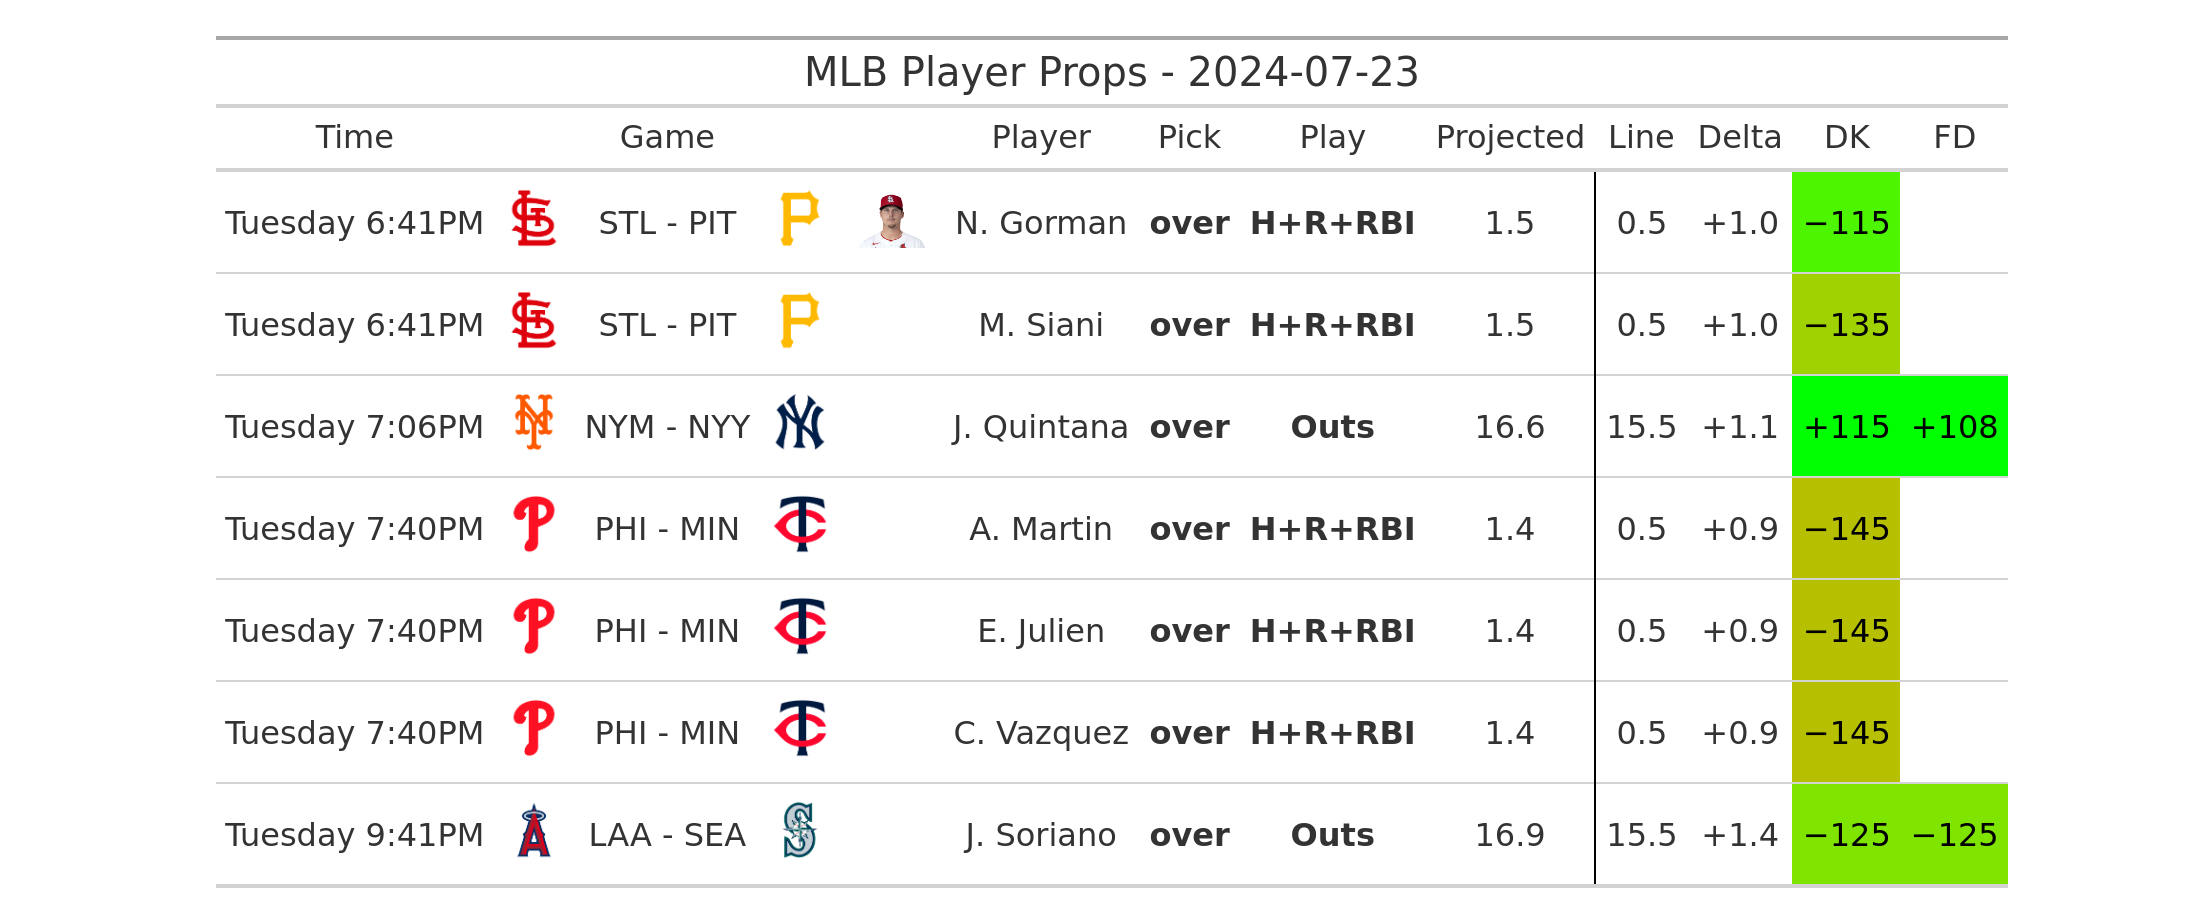 MLB Player Props - 2024-07-23
Time Game Player Pick Play Projected Line Delta DK FD
Tuesday 6:41PM STL - PIT N. Gorman over H+R+RBI 1.5 0.5 +1.0 −115
Tuesday 6:41PM STL - PIT M. Siani over H+R+RBI 1.5 0.5 +1.0 −135
Tuesday 7:06PM NYM - NYY J. Quintana over Outs 16.6 15.5 +1.1 +115 +108
Tuesday 7:40PM PHI - MIN A. Martin over H+R+RBI 1.4 0.5 +0.9 −145
Tuesday 7:40PM PHI - MIN E. Julien over H+R+RBI 1.4 0.5 +0.9 −145
Tuesday 7:40PM PHI - MIN C. Vazquez over H+R+RBI 1.4 0.5 +0.9 −145
Tuesday 9:41PM LAA - SEA J. Soriano over Outs 16.9 15.5 +1.4 −125 −125